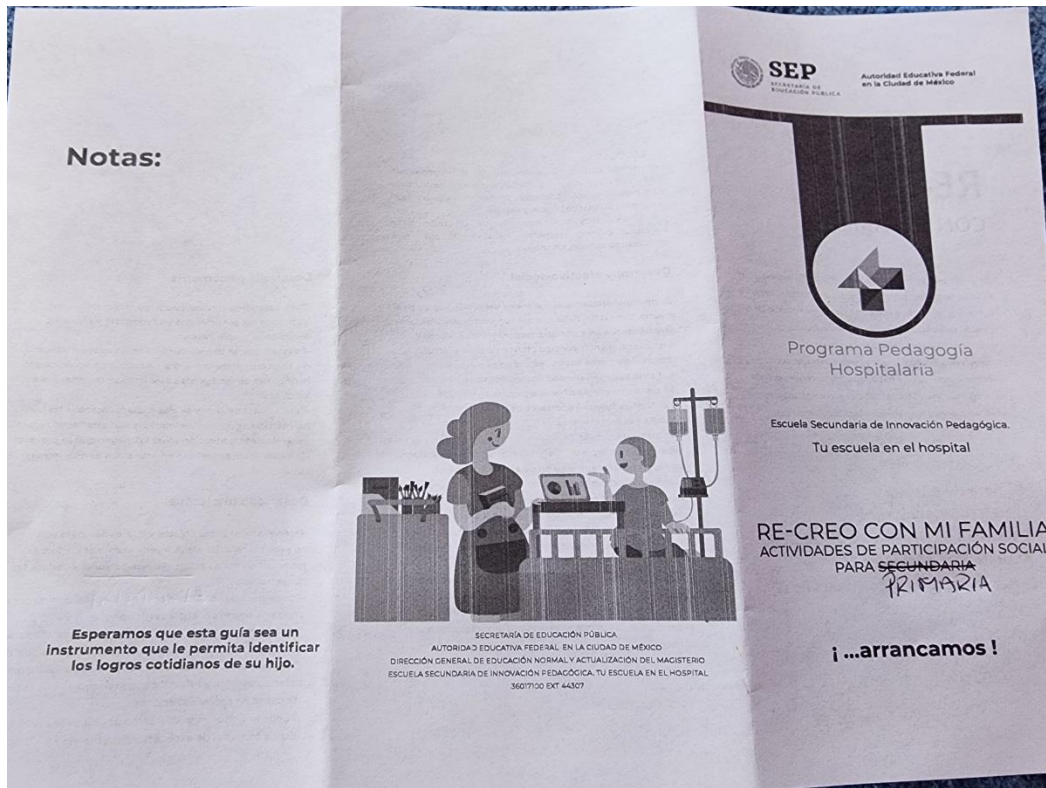 Notas:
Esperamos que esta guía sea un
instrumento que le permita identificar
los logros cotidianos de su hijo.
SECRETARÍA DE EDUCACIÓN PÚBLICA
AUTORIDAD EDUCATIVA FEDERAL EN LA CIUDAD DE MÉXICO
DIRECCIÓN GENERAL DE EDUCACIÓN NORMAL Y ACTUALIZACIÓN DEL MAGISTERIO
ESCUELA SECUNDARIA DE INNOVACIÓN PEDAGÓGICA. TU ESCUELA EN EL HOSPITAL
36017100 EXT 44307
SEP
SECRETARÍA DE
EDUCACIÓN PÚBLICA
Autoridad Educativa Federal
en la Ciudad de México
Programa Pedagogía
Hospitalaria
Escuela Secundaria de Innovación Pedagógica.
Tu escuela en el hospital
RE-CREO CON MI FAMILIA
ACTIVIDADES DE PARTICIPACIÓN SOCIAL
PARA SECUNDARIA
PRIMARIA
¡ ...arrancamos !